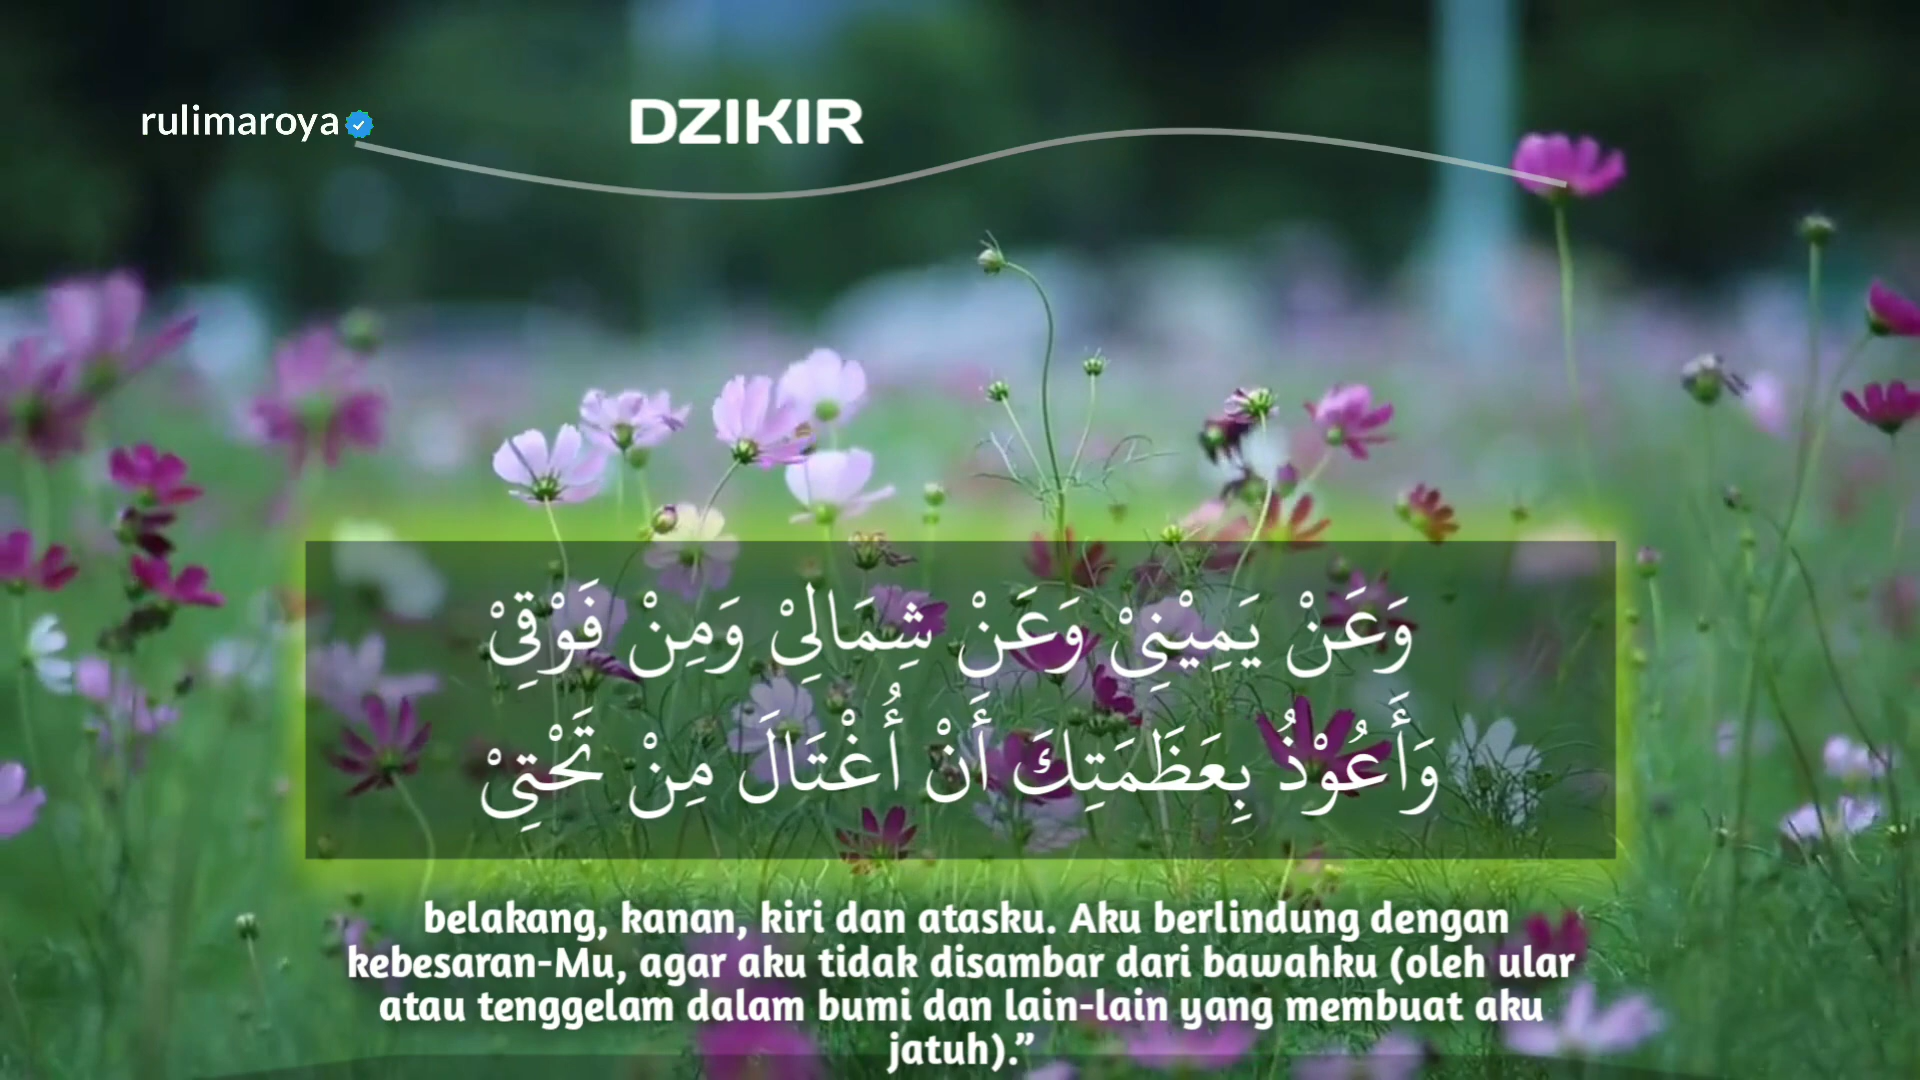 rulimaroya
DZIKIR
وَعَنْ يَمِيْنِيْ وَعَنْ شِمَالِيْ وَمِنْ فَوْقِيْ
وَأَعُوْذُ بِعَظَمَتِكَ أَنْ أُغْتَالَ مِنْ تَحْتِيْ
belakang, kanan, kiri dan atasku. Aku berlindung dengan
kebesaran-Mu, agar aku tidak disambar dari bawahku (oleh ular
atau tenggelam dalam bumi dan lain-lain yang membuat aku
jatuh).”